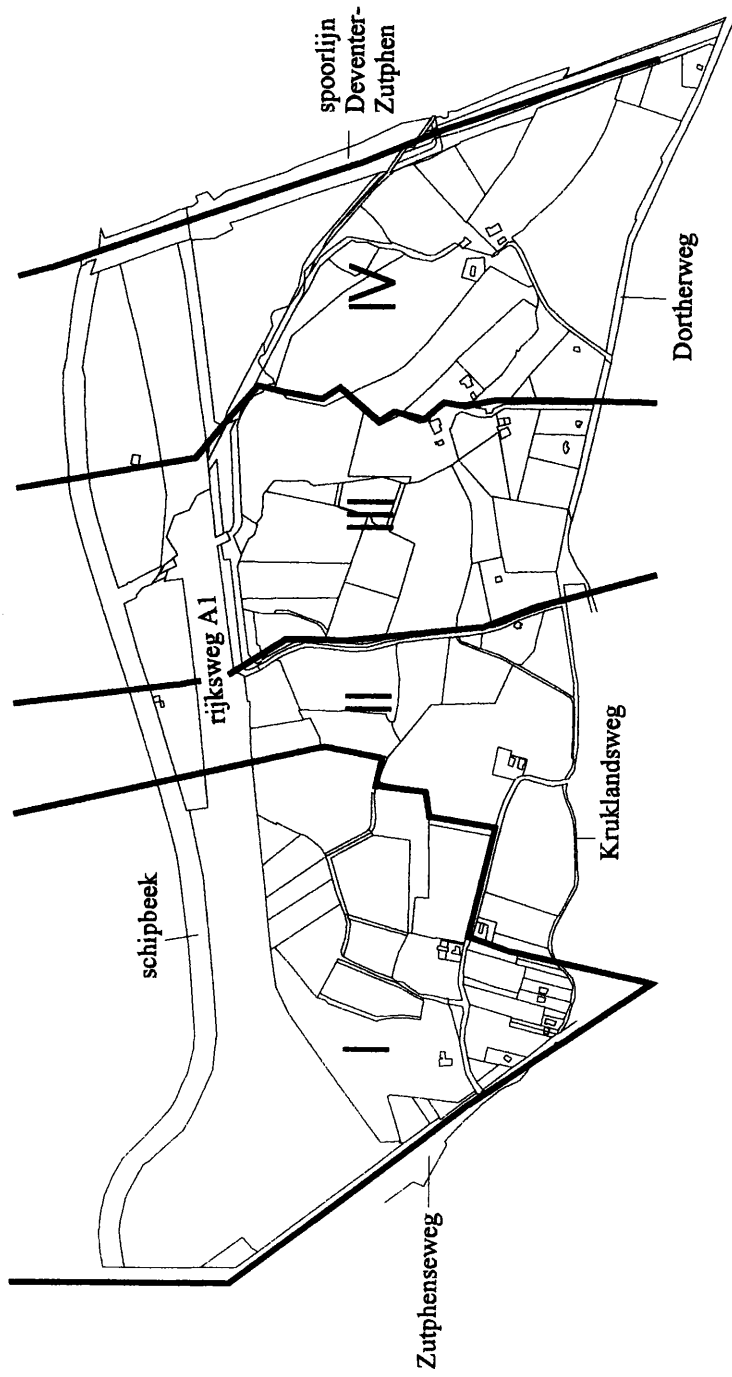 spoorlijn
Deventer-
Zutphen
schipbeek
rijksweg A1
I
II
III
IV
Zutphenseweg
Kruklandsweg
Dortherweg